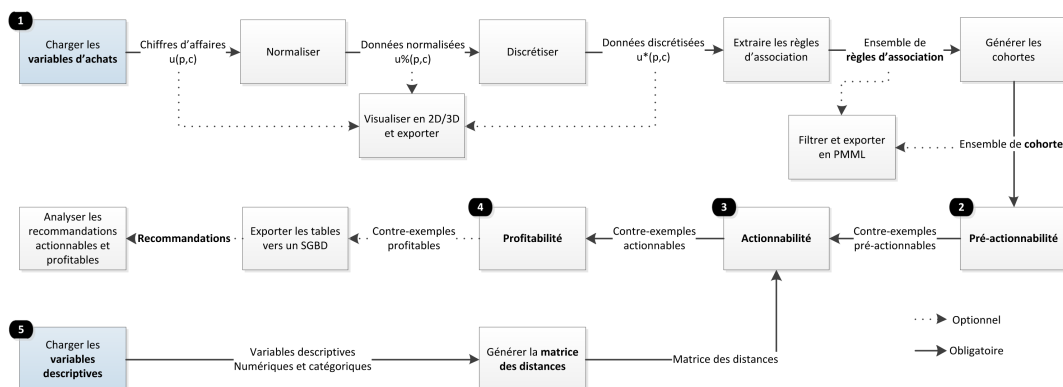 1
Charger les
variables d'achats
Chiffres d'affaires
u(p,c)
Normaliser
Données normalisées
u%(p,c)
Discrétiser
Données discrétisées
u*(p,c)
Extraire les règles
d'association
Ensemble de
règles d'association
Générer les
cohortes
Visualiser en 2D/3D
et exporter
Filtrer et exporter
en PMML
Ensemble de cohorte
Analyser les
recommandations
actionnables et
profitables
Recommandations
Exporter les tables
vers un SGBD
Contre-exemples
profitables
4
Profitabilité
Contre-exemples
actionnables
3
Actionnabilité
Contre-exemples
pré-actionnables
2
Pré-actionnabilité
Optionnel
Obligatoire
5
Charger les
variables
descriptives
Variables descriptives
Numériques et catégoriques
Générer la matrice
des distances
Matrice des distances